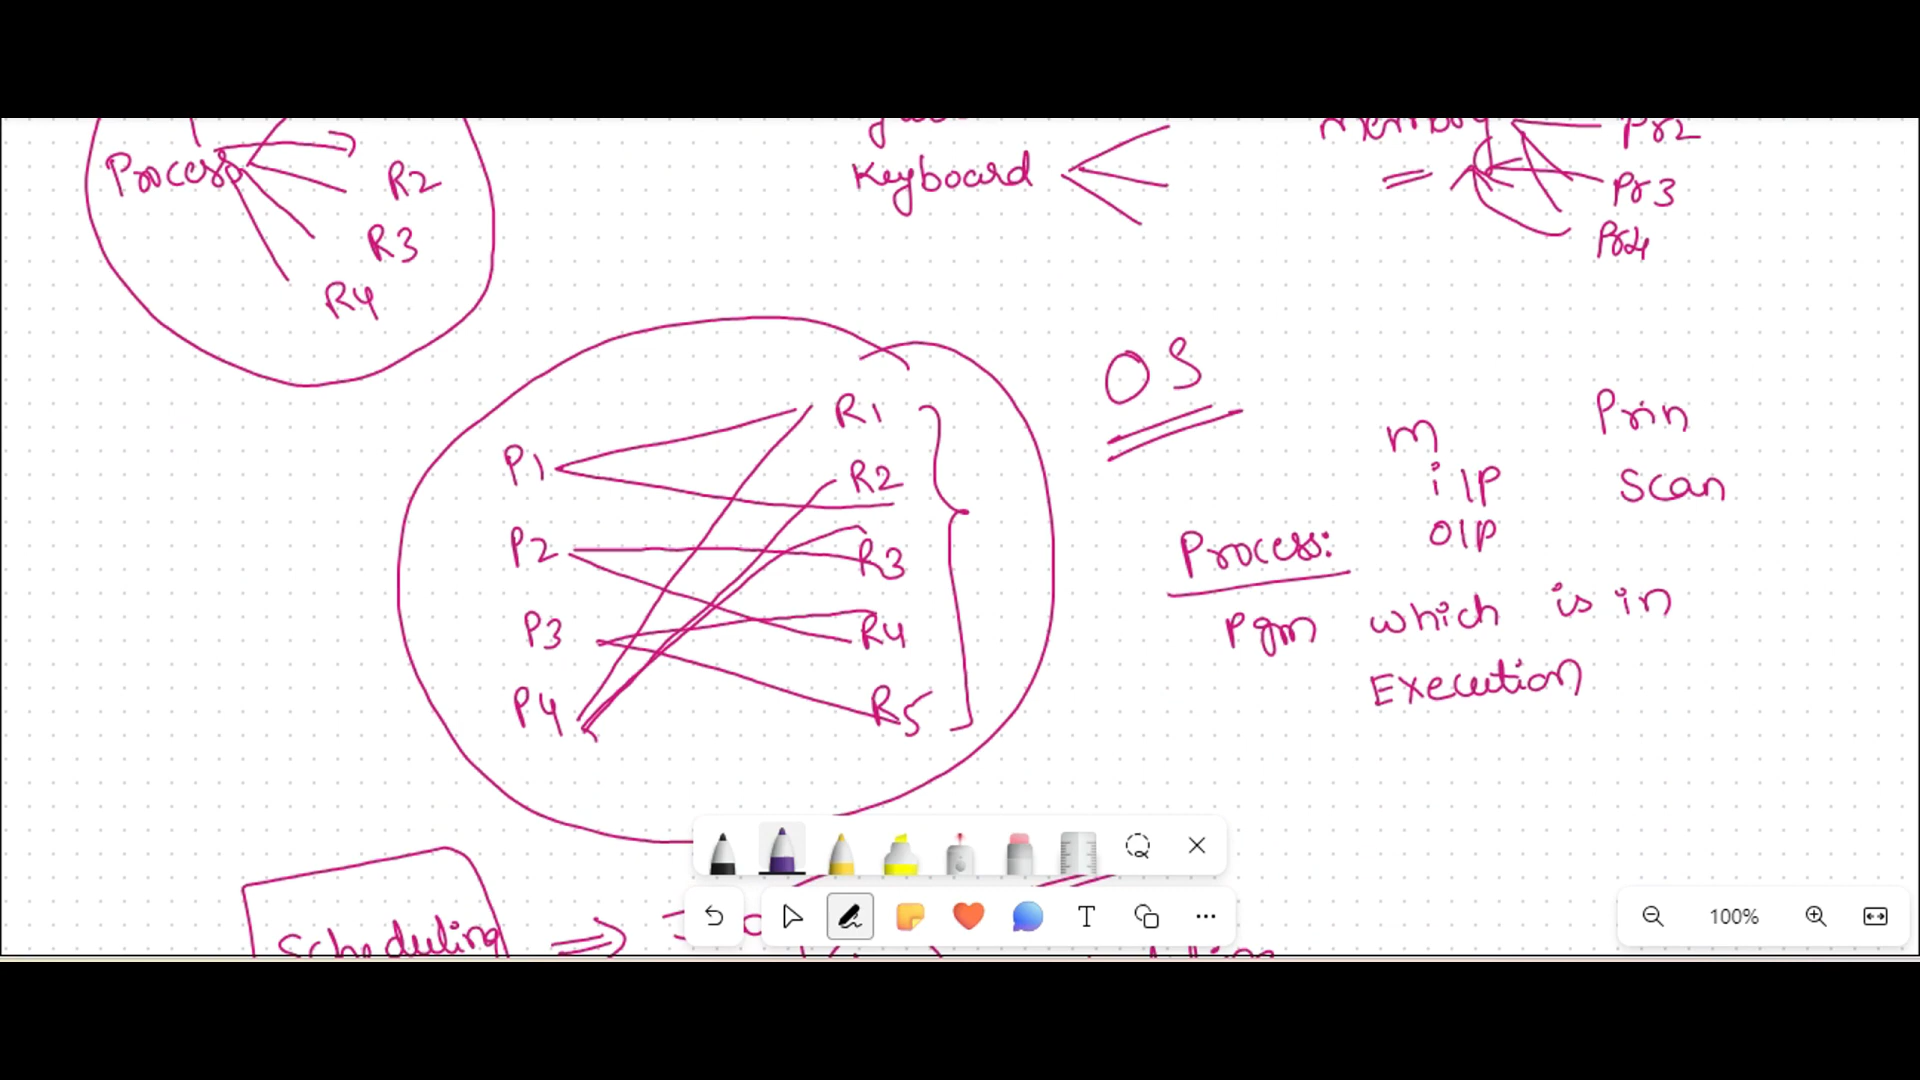 Process
R2
R3
R4
Keyboard
Memory
Pr2
Pr3
Pr4
OS
P1
P2
P3
P4
R1
R2
R3
R4
R5
m
i/p
o/p
Prin
Scan
Process:
Pgm which is in
Execution
Scheduling
T
100%